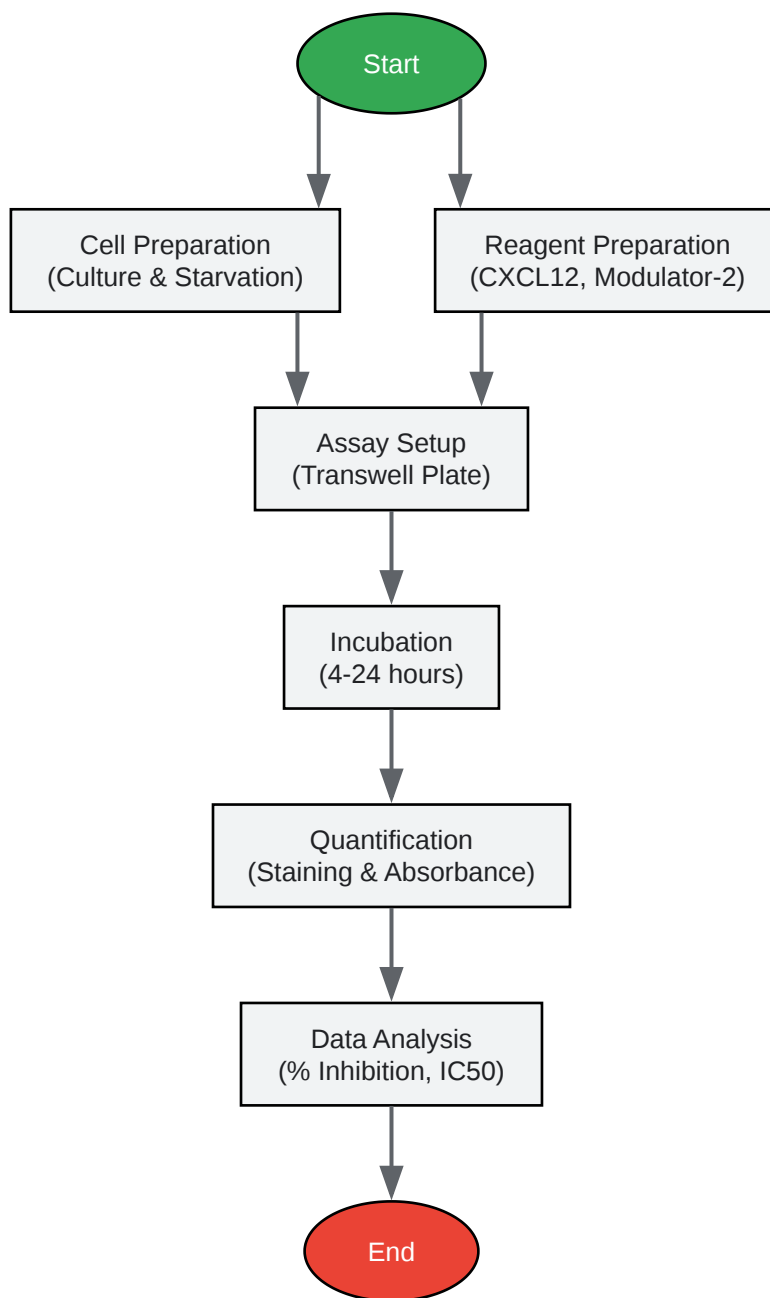 Start
Cell Preparation
(Culture & Starvation)
Reagent Preparation
(CXCL12, Modulator-2)
Assay Setup
(Transwell Plate)
Incubation
(4-24 hours)
Quantification
(Staining & Absorbance)
Data Analysis
(% Inhibition, IC50)
End